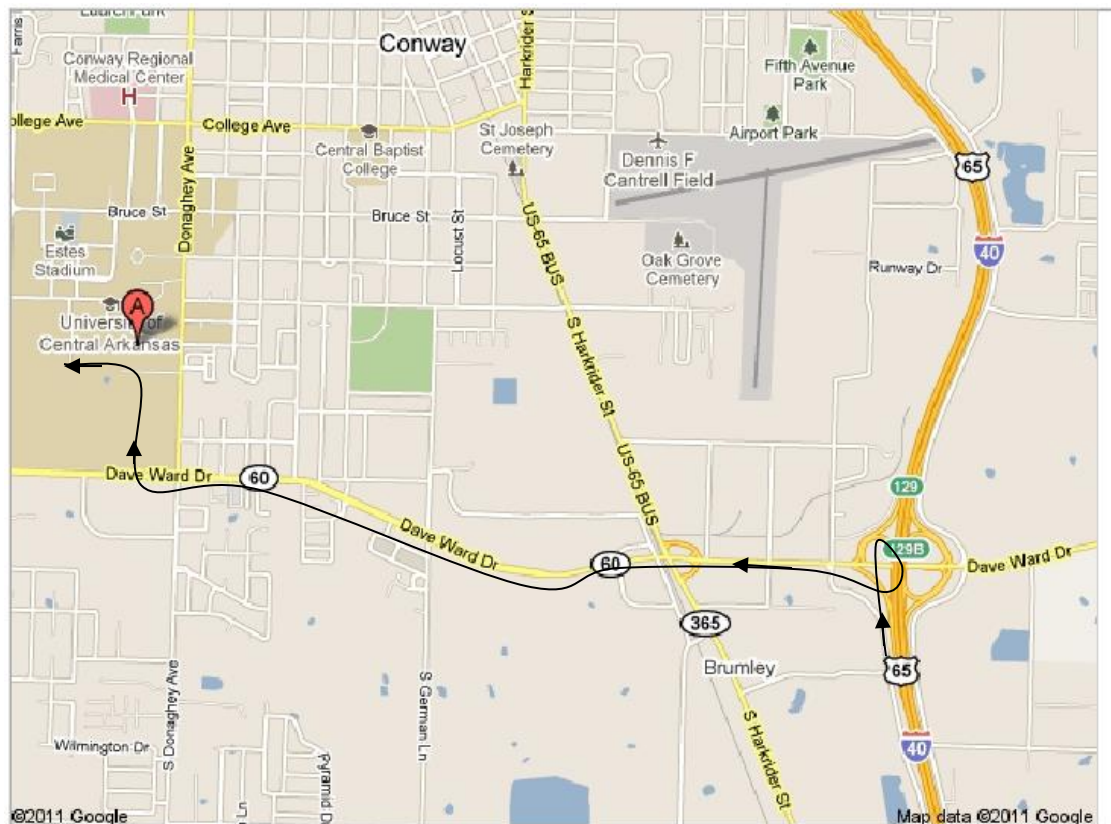 Farris
Conway
Harkrider St
Conway Regional
Medical Center
H
Fifth Avenue
Park
College Ave
College Ave
St Joseph
Cemetery
Airport Park
Central Baptist
College
Dennis F
Cantrell Field
65
Donaghey Ave
Bruce St
Bruce St
Locust St
US-65 BUS
Estes
Stadium
Oak Grove
Cemetery
40
Runway Dr
A
University of
Central Arkansas
S Harkrider St
US-65 BUS
Dave Ward Dr
60
129
Dave Ward Dr
60
129B
Dave Ward Dr
365
Brumley
65
S Donaghey Ave
S German Ln
S Harkrider St
Wilmington Dr
Pyramid Dr
40
©2011 Google
Map data ©2011 Google